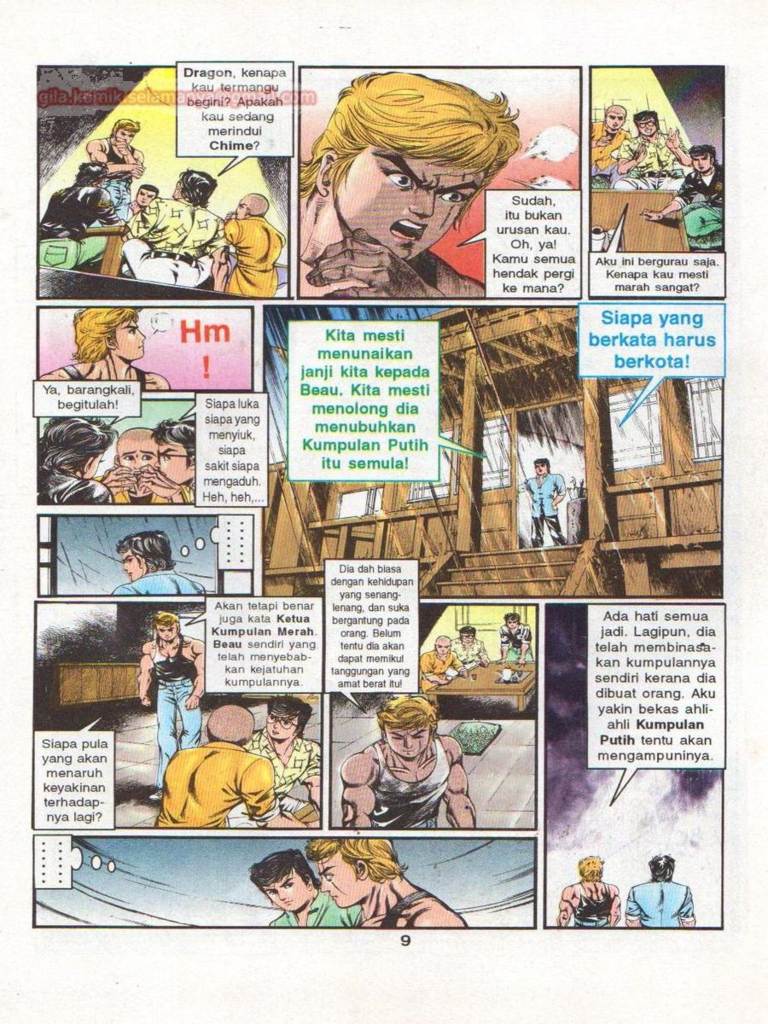 Dragon, kenapa
kau termangu
begini? Apakah
kau sedang
merindui
Chime?
Sudah,
itu bukan
urusan kau.
Oh, ya!
Kamu semua
hendak pergi
ke mana?
Aku ini bergurau saja.
Kenapa kau mesti
marah sangat?
Hm
!
Ya, barangkali,
begitulah!
Siapa luka
siapa yang
menyiuk,
siapa
sakit siapa
mengaduh.
Heh, heh,...
Kita mesti
menunaikan
janji kita kepada
Beau. Kita mesti
menolong dia
menubuhkan
Kumpulan Putih
itu semula!
Siapa yang
berkata harus
berkota!
Akan tetapi benar
juga kata Ketua
Kumpulan Merah.
Beau sendiri yang
telah menyebab-
kan kejatuhan
kumpulannya.
Siapa pula
yang akan
menaruh
keyakinan
terhadap-
nya lagi?
Dia dah biasa
dengan kehidupan
yang senang-
lenang, dan suka
bergantung pada
orang. Belum
tentu dia akan
dapat memikul
tanggungan yang
amat berat itu!
Ada hati semua
jadi. Lagipun, dia
telah membinasa-
kan kumpulannya
sendiri kerana dia
dibuat orang. Aku
yakin bekas ahli-
ahli Kumpulan
Putih tentu akan
mengampuninya.
9